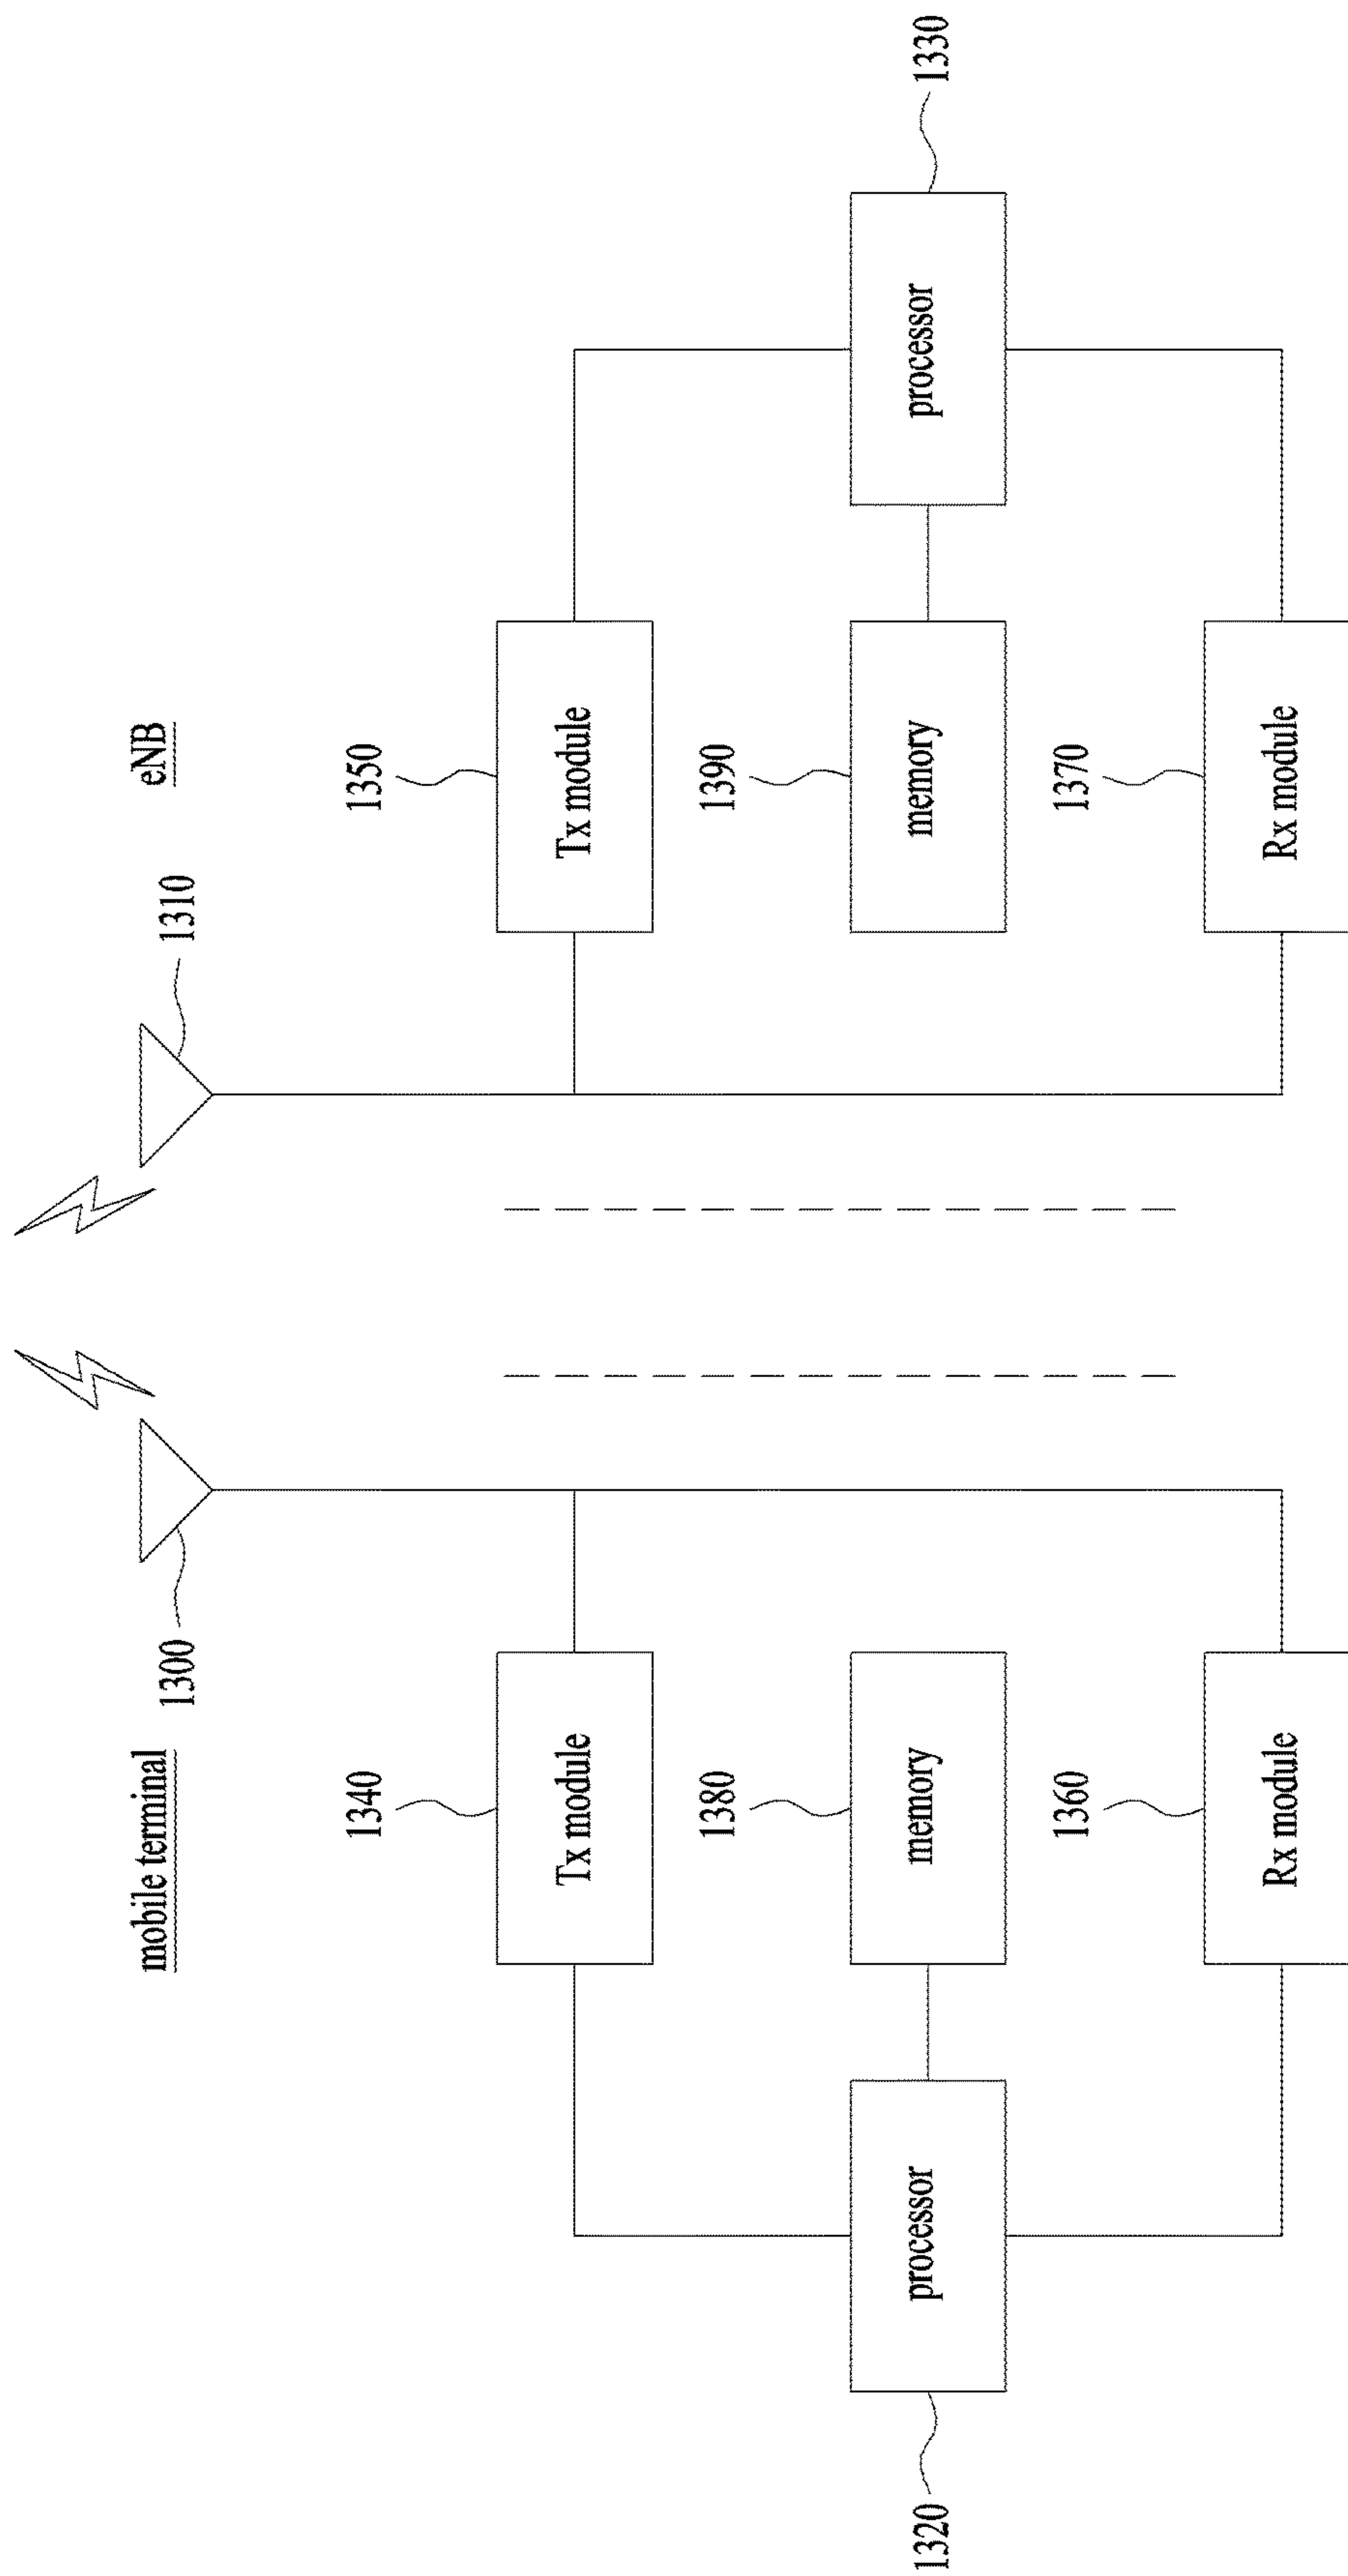 mobile terminal
eNB
1300
1310
1340
Tx module
1350
Tx module
1380
memory
1390
memory
1320
processor
1330
processor
1360
Rx module
1370
Rx module